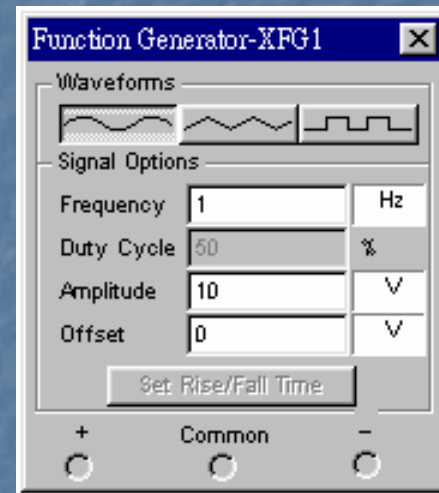 Function Generator-XFG1
Waveforms
Signal Options
Frequency 1 Hz
Duty Cycle 50 %
Amplitude 10 V
Offset 0 V
Set Rise/Fall Time
+ Common -